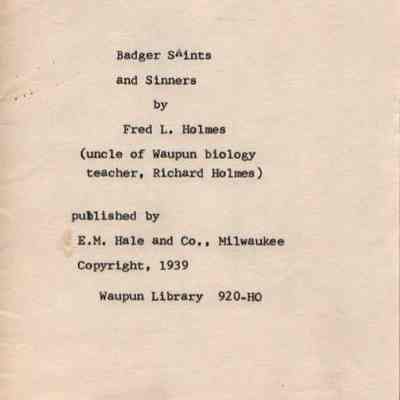 Badger Saints
and Sinners
by
Fred L. Holmes
(uncle of Waupun biology
teacher, Richard Holmes)
published by
E.M. Hale and Co., Milwaukee
Copyright, 1939
Waupun Library 920-HO